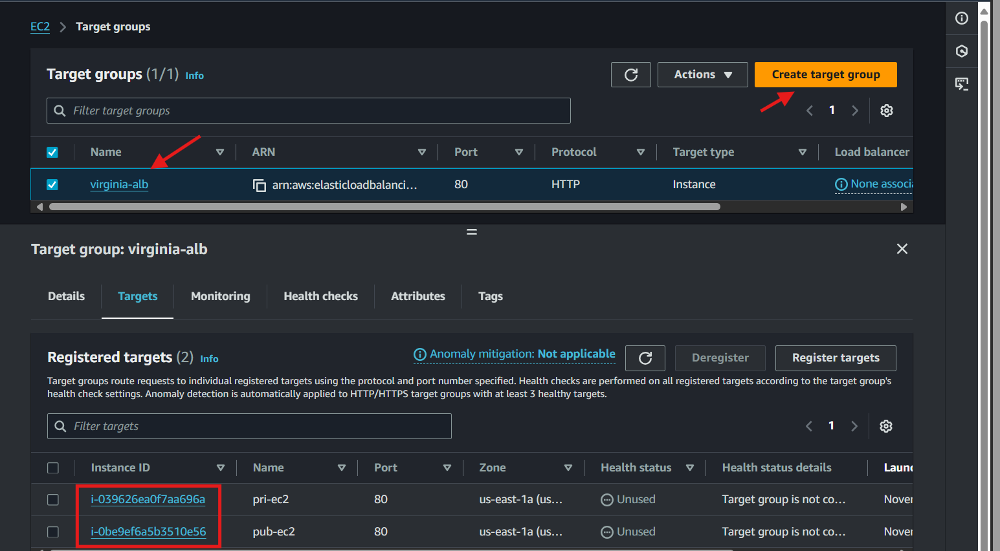 EC2 > Target groups
Target groups (1/1) Info
Actions
Create target group
Filter target groups
1
Name ARN Port Protocol Target type Load balancer
virginia-alb arn:aws:elasticloadbalanci... 80 HTTP Instance None associa
Target group: virginia-alb
Details Targets Monitoring Health checks Attributes Tags
Registered targets (2) Info
Anomaly mitigation: Not applicable
Deregister
Register targets
Target groups route requests to individual registered targets using the protocol and port number specified. Health checks are performed on all registered targets according to the target group's
health check settings. Anomaly detection is automatically applied to HTTP/HTTPS target groups with at least 3 healthy targets.
Filter targets
1
Instance ID Name Port Zone Health status Health status details Laun
i-039626ea0f7aa696a pri-ec2 80 us-east-1a (us... Unused Target group is not co... Nover
i-0be9ef6a5b3510e56 pub-ec2 80 us-east-1a (us... Unused Target group is not co... Nover